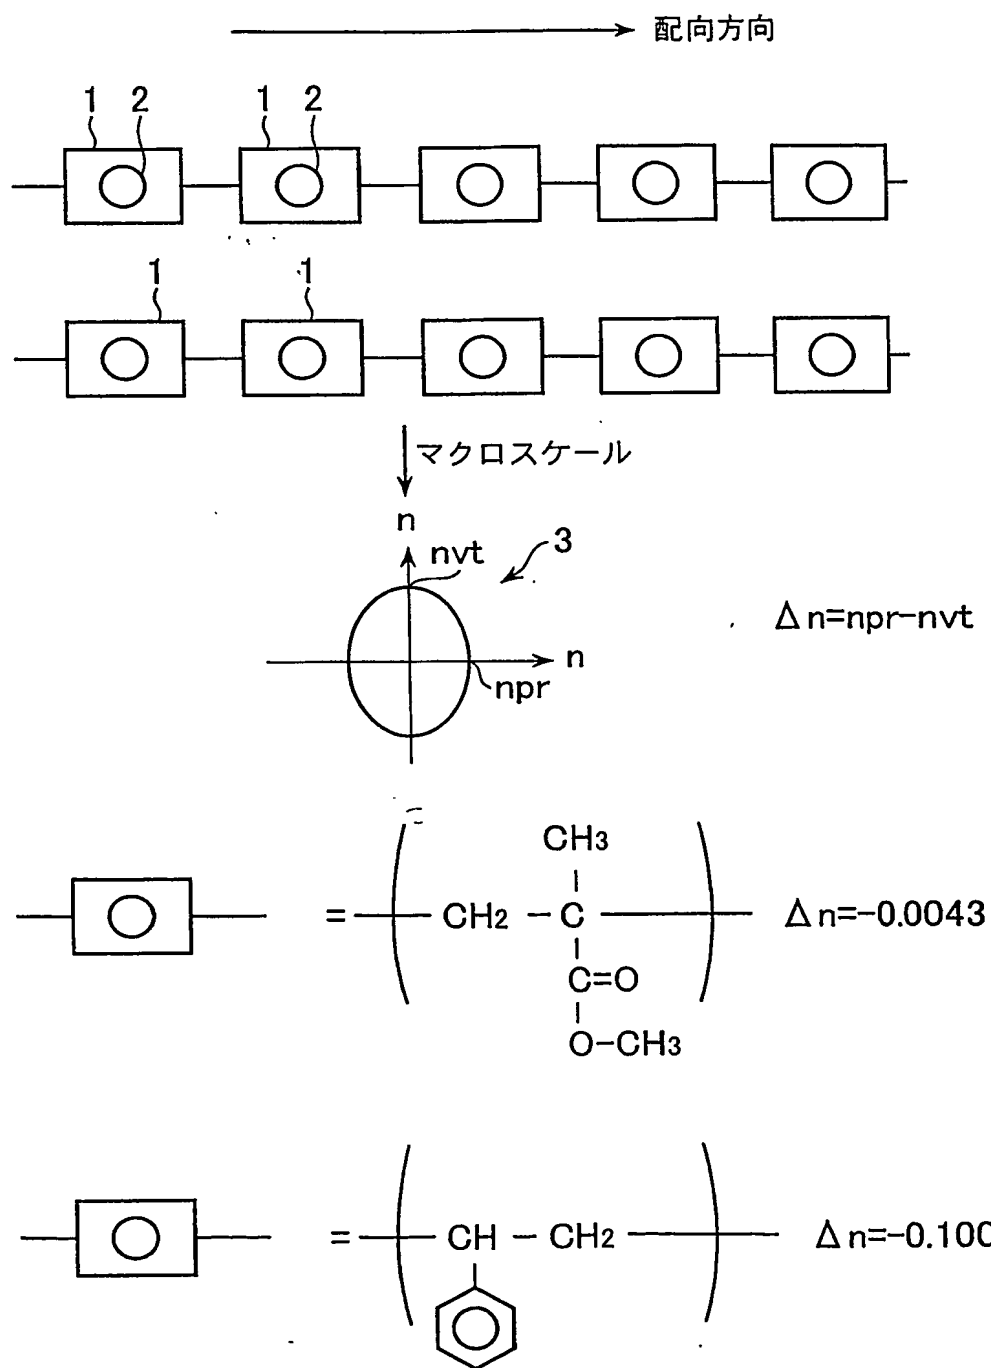 配向方向
1 2 1 2
1 1
マクロスケール
n
nvt 3
Δn=npr-nvt
n
npr
CH3
= CH2 - C Δn=-0.0043
C=O
O-CH3
= CH - CH2 Δn=-0.100